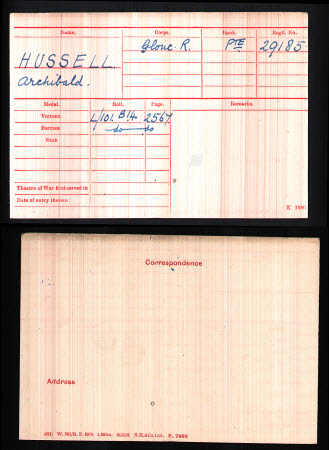 Name. Corps. Rank. Regtl. No.
HUSSELL. Glouc. R. Pte 29185.
Archibald.
Medal. Roll. Page. Remarks.
Victory L/101 B14 2567
British do do
Star
Theatre of War first served in
Date of entry therein
Correspondence
Address